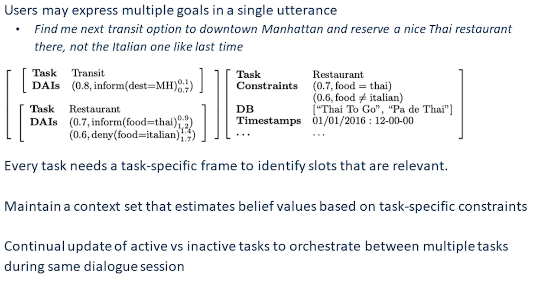 Users may express multiple goals in a single utterance
• Find me next transit option to downtown Manhattan and reserve a nice Thai restaurant
there, not the Italian one like last time
Task Transit
DAIs (0.8, inform(dest=MH)^{0.1}_{0.7})
Task Restaurant
DAIs (0.7, inform(food=thai)^{0.9}_{1.2})
(0.6, deny(food=italian)^{1.4}_{1.7})
Task Restaurant
Constraints (0.7, food = thai)
(0.6, food ≠ italian)
DB ["Thai To Go", "Pa de Thai"]
Timestamps 01/01/2016 : 12-00-00
... ...
Every task needs a task-specific frame to identify slots that are relevant.
Maintain a context set that estimates belief values based on task-specific constraints
Continual update of active vs inactive tasks to orchestrate between multiple tasks
during same dialogue session